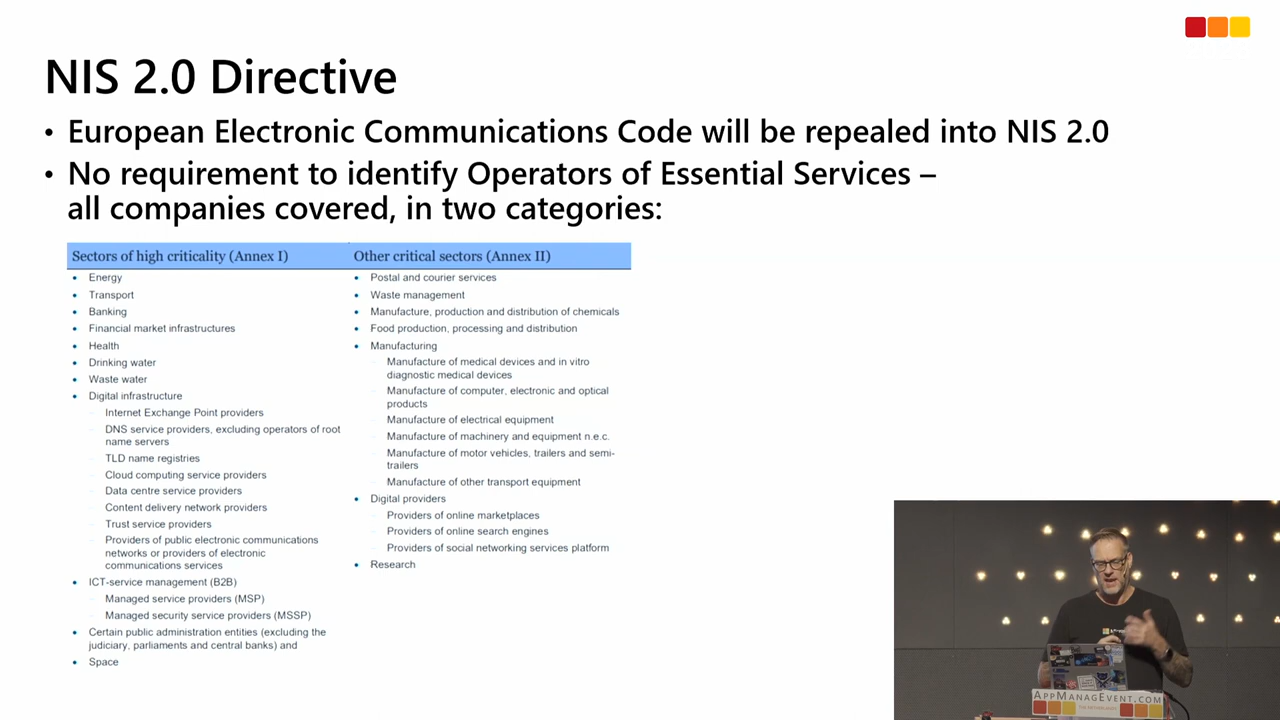 NIS 2.0 Directive
• European Electronic Communications Code will be repealed into NIS 2.0
• No requirement to identify Operators of Essential Services –
all companies covered, in two categories:
Sectors of high criticality (Annex I)
• Energy
• Transport
• Banking
• Financial market infrastructures
• Health
• Drinking water
• Waste water
• Digital infrastructure
Internet Exchange Point providers
DNS service providers, excluding operators of root
name servers
TLD name registries
Cloud computing service providers
Data centre service providers
Content delivery network providers
Trust service providers
Providers of public electronic communications
networks or providers of electronic
communications services
• ICT-service management (B2B)
Managed service providers (MSP)
Managed security service providers (MSSP)
• Certain public administration entities (excluding the
judiciary, parliaments and central banks) and
• Space
Other critical sectors (Annex II)
• Postal and courier services
• Waste management
• Manufacture, production and distribution of chemicals
• Food production, processing and distribution
• Manufacturing
Manufacture of medical devices and in vitro
diagnostic medical devices
Manufacture of computer, electronic and optical
products
Manufacture of electrical equipment
Manufacture of machinery and equipment n.e.c.
Manufacture of motor vehicles, trailers and semi-
trailers
Manufacture of other transport equipment
• Digital providers
Providers of online marketplaces
Providers of online search engines
Providers of social networking services platform
• Research
APPMANAGEVENT.COM